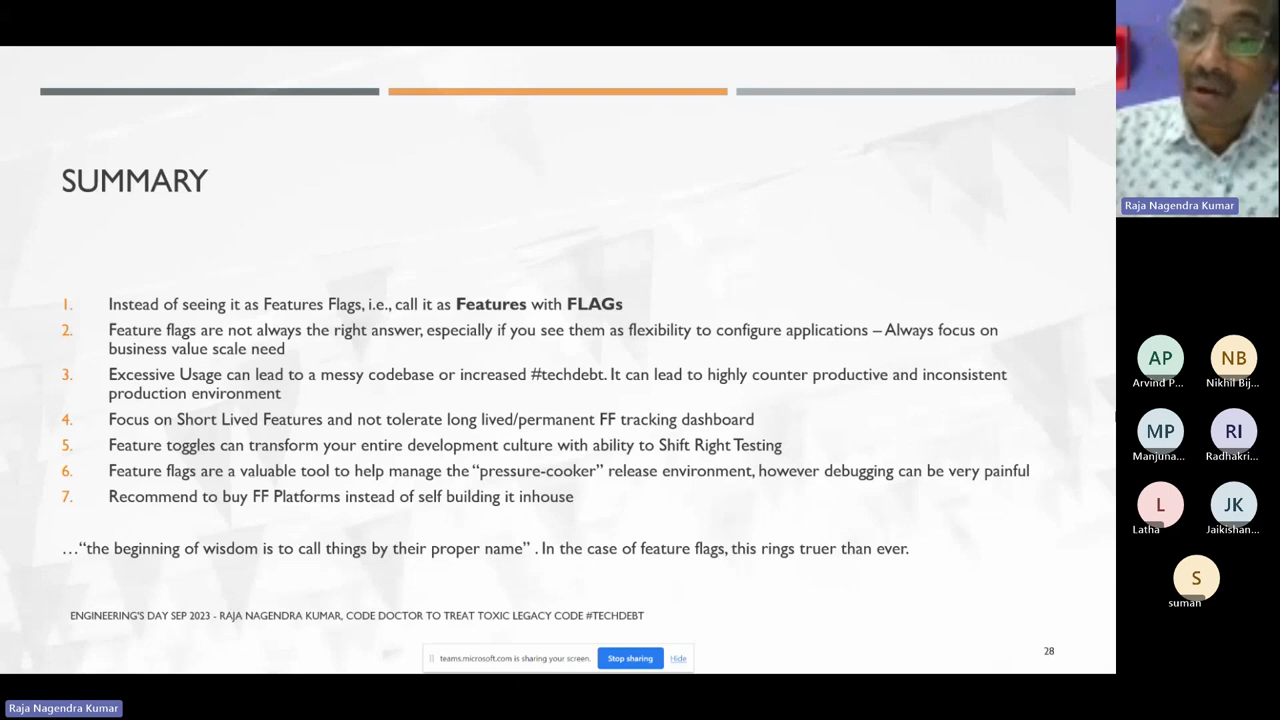 SUMMARY
1. Instead of seeing it as Features Flags, i.e., call it as Features with FLAGs
2. Feature flags are not always the right answer, especially if you see them as flexibility to configure applications – Always focus on
business value scale need
3. Excessive Usage can lead to a messy codebase or increased #techdebt. It can lead to highly counter productive and inconsistent
production environment
4. Focus on Short Lived Features and not tolerate long lived/permanent FF tracking dashboard
5. Feature toggles can transform your entire development culture with ability to Shift Right Testing
6. Feature flags are a valuable tool to help manage the “pressure-cooker” release environment, however debugging can be very painful
7. Recommend to buy FF Platforms instead of self building it inhouse
…“the beginning of wisdom is to call things by their proper name” . In the case of feature flags, this rings truer than ever.
ENGINEERING'S DAY SEP 2023 - RAJA NAGENDRA KUMAR, CODE DOCTOR TO TREAT TOXIC LEGACY CODE #TECHDEBT
teams.microsoft.com is sharing your screen. Stop sharing Hide
28
Raja Nagendra Kumar
Raja Nagendra Kumar
AP NB
Arvind P... Nikhil Bij...
MP RI
Manjuna... Radhakri...
L JK
Latha Jaikishan...
S
suman